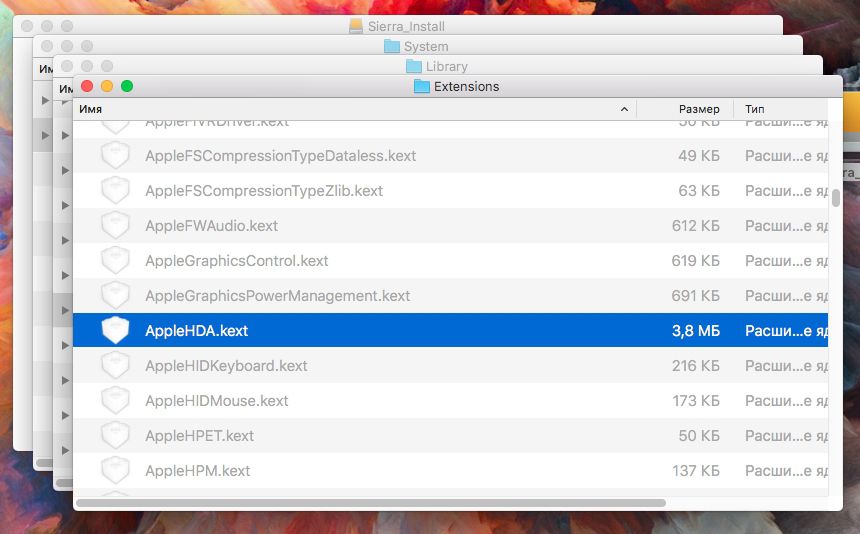 Sierra_Install
System
Library
Extensions
Имя Размер Тип
AppleFIVRDriver.kext 50 КБ Расши...е яд
AppleFSCompressionTypeDataless.kext 49 КБ Расши...е яд
AppleFSCompressionTypeZlib.kext 63 КБ Расши...е яд
AppleFWAudio.kext 612 КБ Расши...е яд
AppleGraphicsControl.kext 619 КБ Расши...е яд
AppleGraphicsPowerManagement.kext 691 КБ Расши...е яд
AppleHDA.kext 3,8 МБ Расши...е яд
AppleHIDKeyboard.kext 216 КБ Расши...е яд
AppleHIDMouse.kext 173 КБ Расши...е яд
AppleHPET.kext 50 КБ Расши...е яд
AppleHPM.kext 137 КБ Расши...е яд